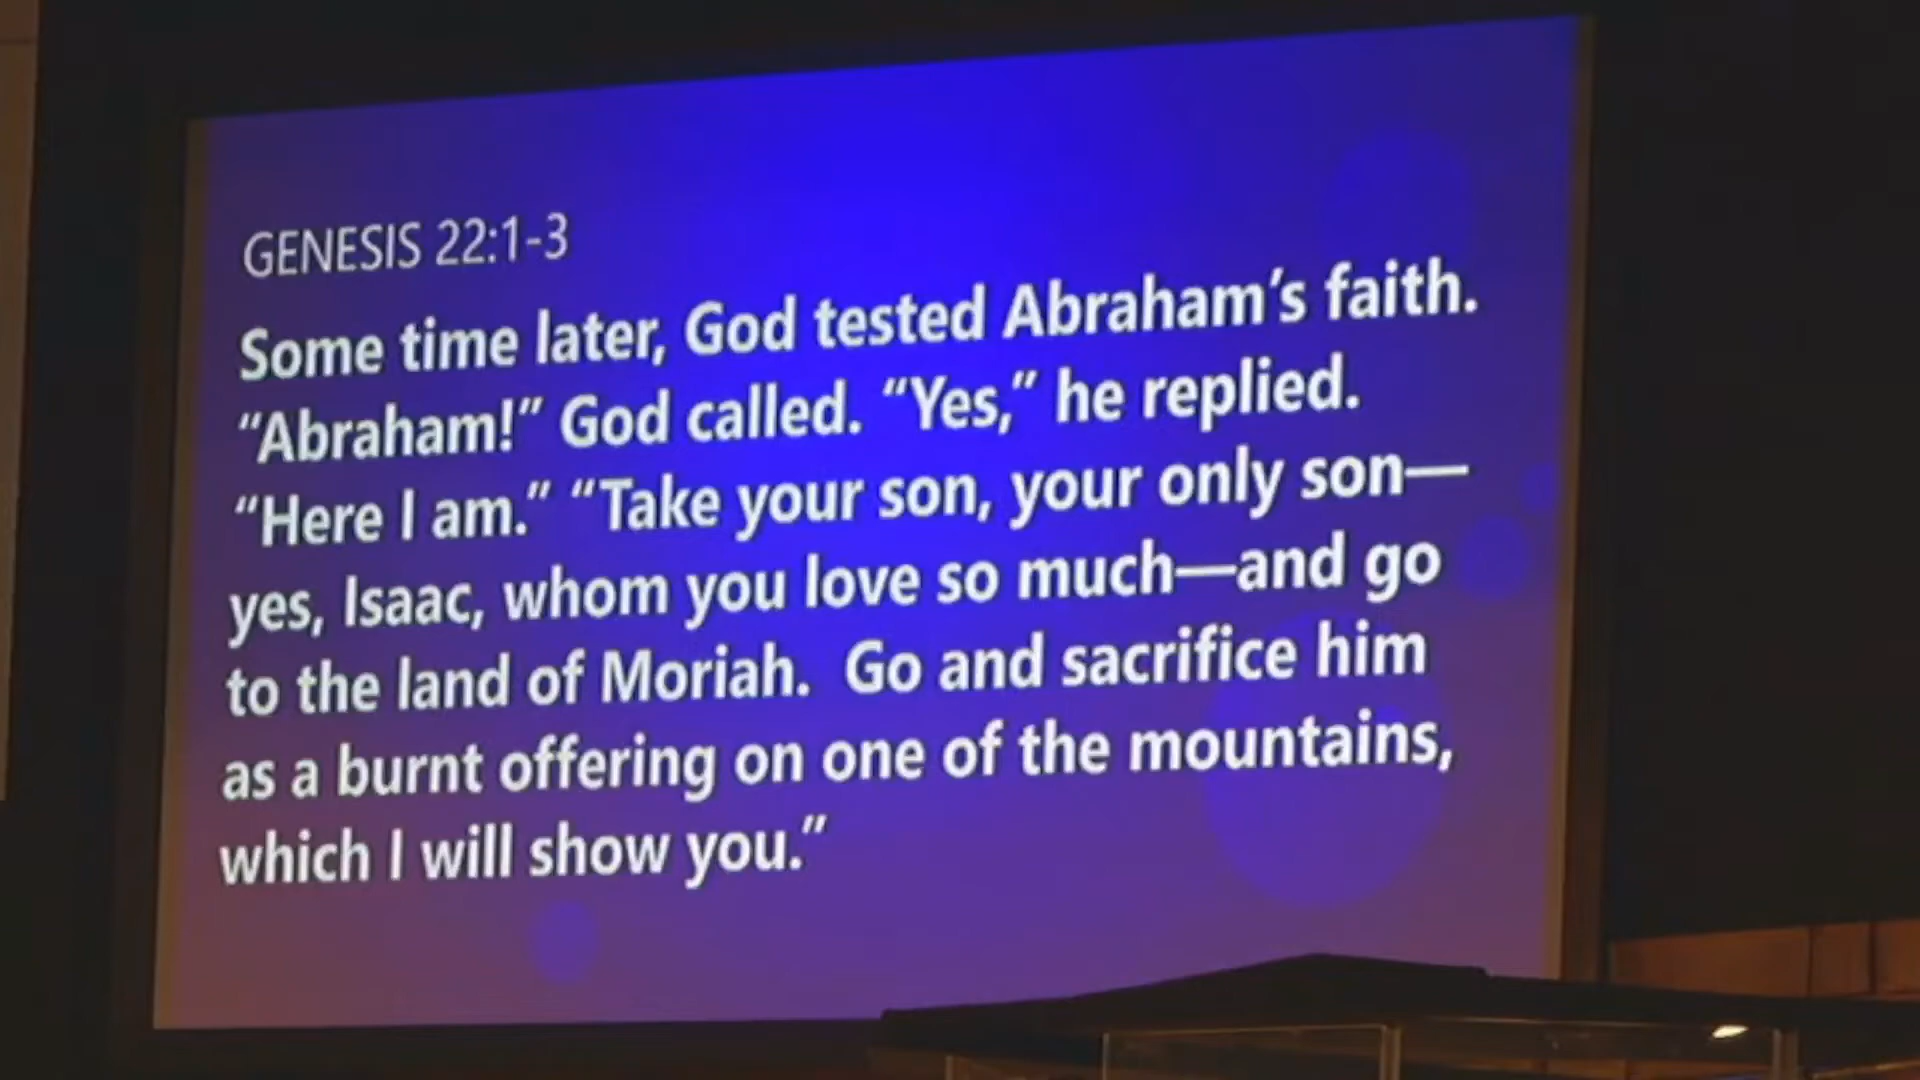 GENESIS 22:1-3
Some time later, God tested Abraham’s faith.
“Abraham!” God called. “Yes,” he replied.
“Here I am.” “Take your son, your only son—
yes, Isaac, whom you love so much—and go
to the land of Moriah.  Go and sacrifice him
as a burnt offering on one of the mountains,
which I will show you.”